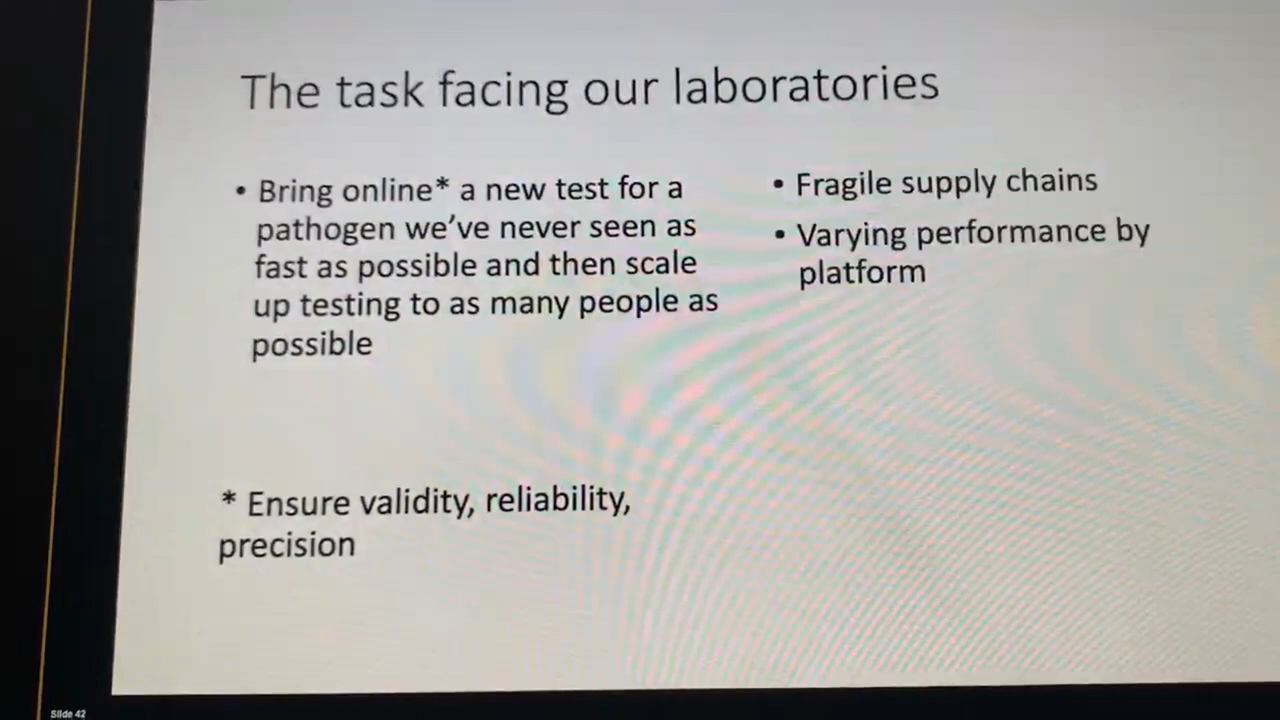 The task facing our laboratories
• Bring online* a new test for a
pathogen we've never seen as
fast as possible and then scale
up testing to as many people as
possible
* Ensure validity, reliability,
precision
• Fragile supply chains
• Varying performance by
platform
Slide 42